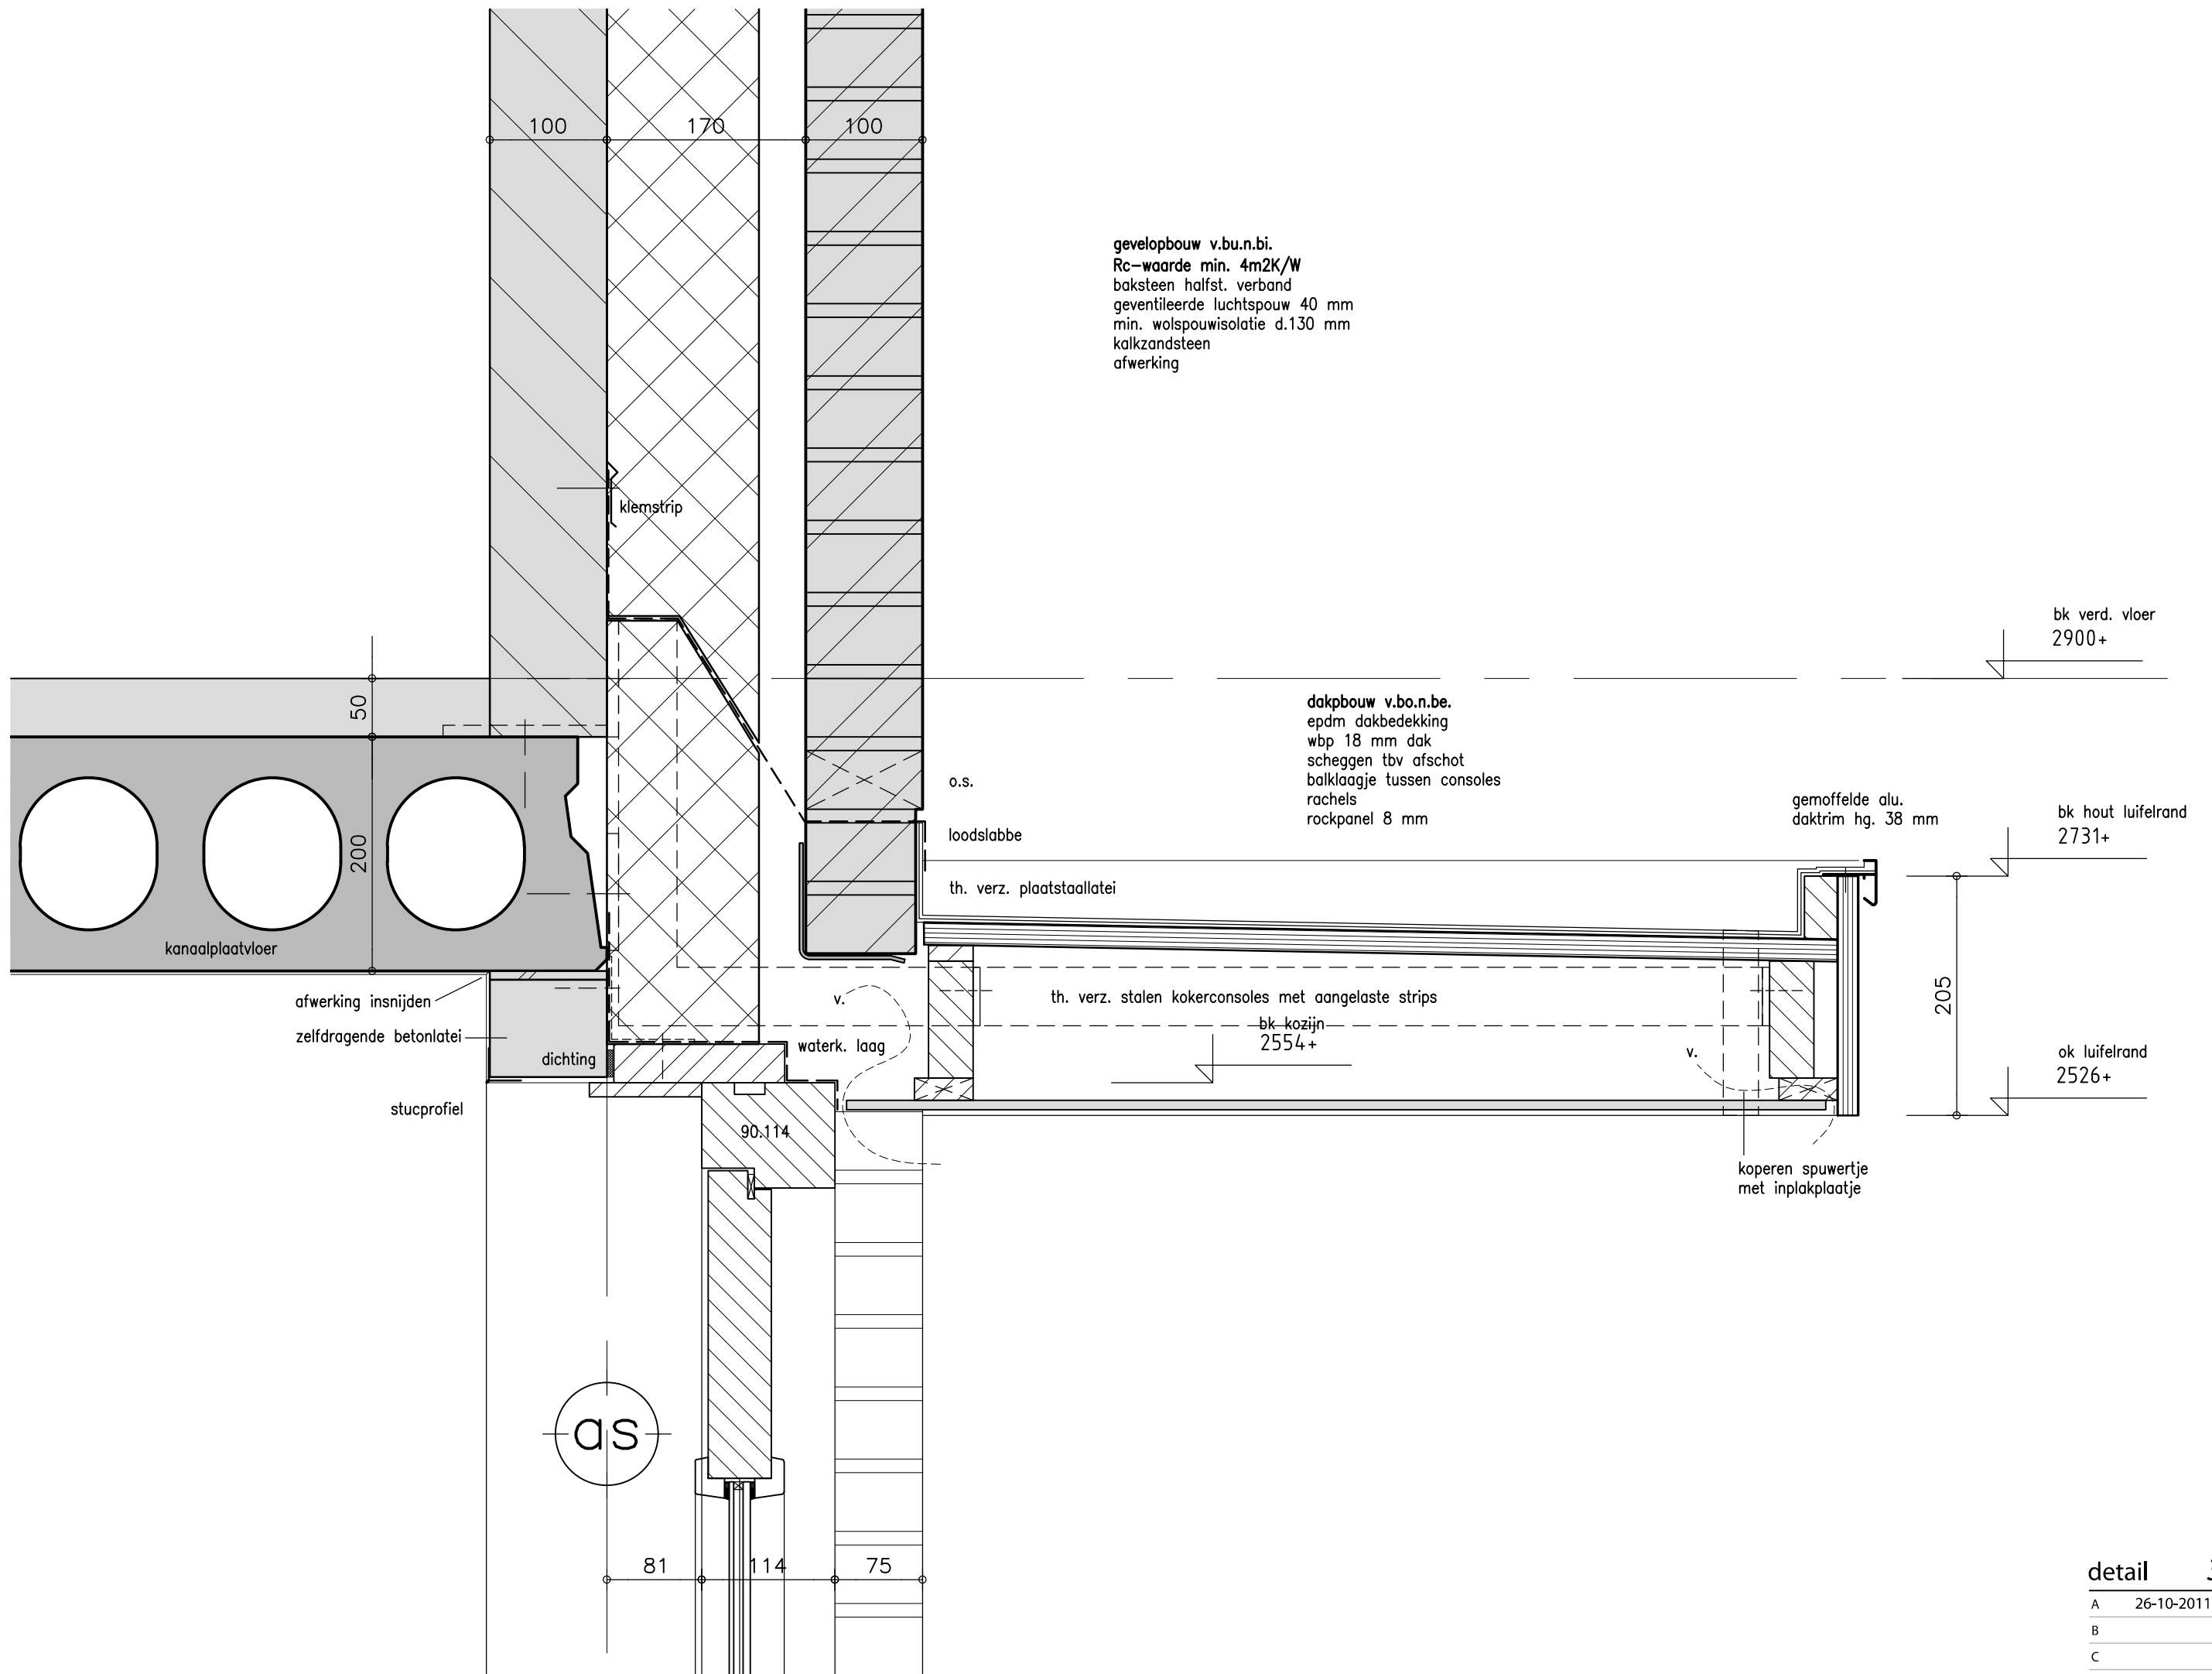 100
170
100
gevelopbouw v.bu.n.bi.
Rc-waarde min. 4m2K/W
baksteen halfst. verband
geventileerde luchtspouw 40 mm
min. wolspouwisolatie d.130 mm
kalkzandsteen
afwerking
klemstrip
bk verd. vloer
2900+
50
200
dakpbouw v.bo.n.be.
epdm dakbedekking
wbp 18 mm dak
scheggen tbv afschot
balklaagje tussen consoles
rachels
rockpanel 8 mm
o.s.
loodslabbe
th. verz. plaatstaallatei
gemoffelde alu.
daktrim hg. 38 mm
bk hout luifelrand
2731+
kanaalplaatvloer
afwerking insnijden
zelfdragende betonlatei
dichting
stucprofiel
v.
waterk. laag
th. verz. stalen kokerconsoles met aangelaste strips
bk kozijn
2554+
v.
205
ok luifelrand
2526+
90.114
koperen spuwertje
met inplakplaatje
as
81
114
75
detail
A 26-10-2011
B
C